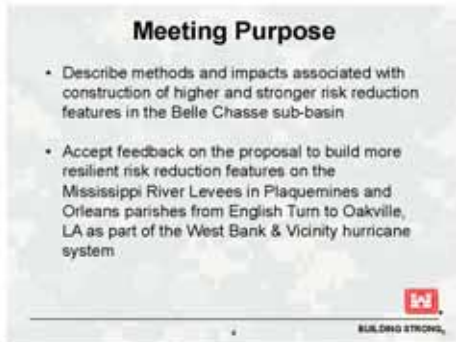 Meeting Purpose
• Describe methods and impacts associated with
construction of higher and stronger risk reduction
features in the Belle Chasse sub-basin
• Accept feedback on the proposal to build more
resilient risk reduction features on the
Mississippi River Levees in Plaquemines and
Orleans parishes from English Turn to Oakville,
LA as part of the West Bank & Vicinity hurricane
system
BUILDING STRONG